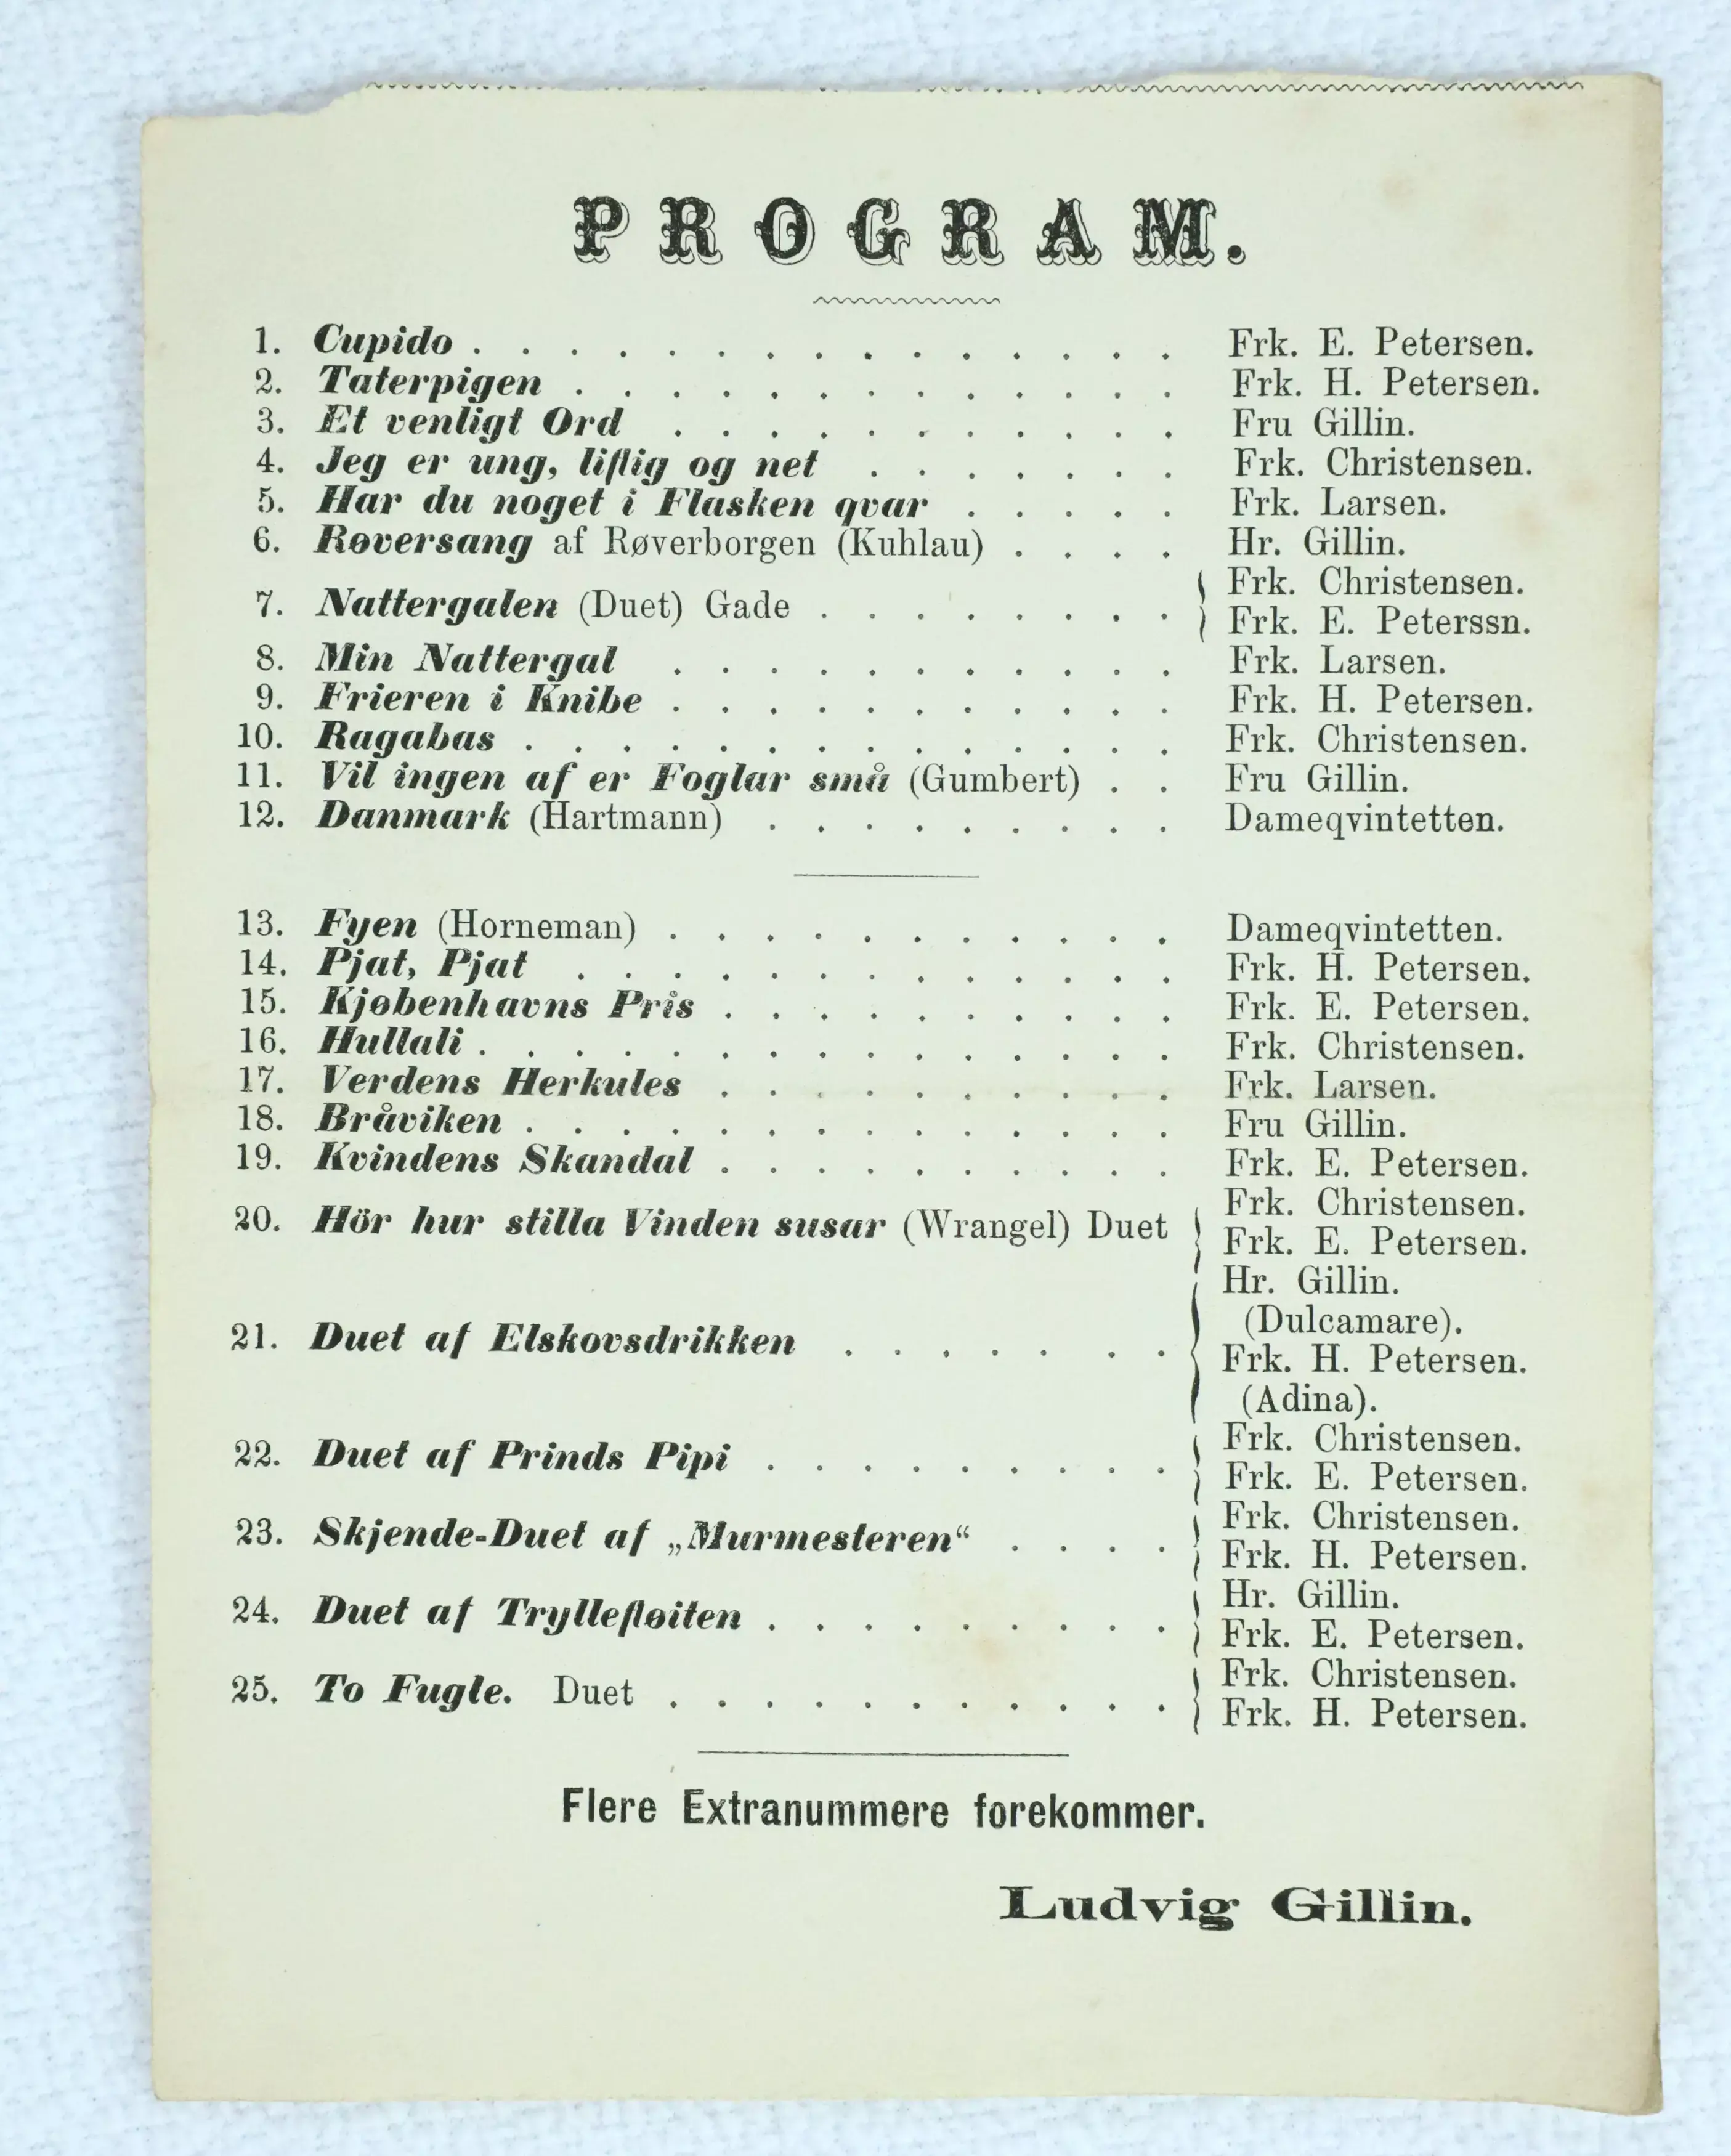 PROGRAM.
1. Cupido . . . . . . . . . . . . . . . Frk. E. Petersen.
2. Taterpigen . . . . . . . . . . . . . Frk. H. Petersen.
3. Et venligt Ord . . . . . . . . . . . Fru Gillin.
4. Jeg er ung, liflig og net . . . . . . . Frk. Christensen.
5. Har du noget i Flasken qvar . . . . . Frk. Larsen.
6. Røversang af Røverborgen (Kuhlau) . . . . Hr. Gillin.
7. Nattergalen (Duet) Gade . . . . . . . . { Frk. Christensen.
Frk. E. Peterssn.
8. Min Nattergal . . . . . . . . . . . Frk. Larsen.
9. Frieren i Knibe . . . . . . . . . . . Frk. H. Petersen.
10. Ragabas . . . . . . . . . . . . . . Frk. Christensen.
11. Vil ingen af er Foglar små (Gumbert) . . Fru Gillin.
12. Danmark (Hartmann) . . . . . . . . . Dameqvintetten.
13. Fyen (Horneman) . . . . . . . . . . . Dameqvintetten.
14. Pjat, Pjat . . . . . . . . . . . . . Frk. H. Petersen.
15. Kjøbenhavns Pris . . . . . . . . . . Frk. E. Petersen.
16. Hullali . . . . . . . . . . . . . . . Frk. Christensen.
17. Verdens Herkules . . . . . . . . . . Frk. Larsen.
18. Bråviken . . . . . . . . . . . . . . Fru Gillin.
19. Kvindens Skandal . . . . . . . . . . Frk. E. Petersen.
20. Hör hur stilla Vinden susar (Wrangel) Duet { Frk. Christensen.
Frk. E. Petersen.
21. Duet af Elskovsdrikken . . . . . . . { Hr. Gillin.
(Dulcamare).
Frk. H. Petersen.
(Adina).
22. Duet af Prinds Pipi . . . . . . . . . { Frk. Christensen.
Frk. E. Petersen.
23. Skjende-Duet af „Murmesteren“ . . . . { Frk. Christensen.
Frk. H. Petersen.
24. Duet af Trylleføiten . . . . . . . . . { Hr. Gillin.
Frk. E. Petersen.
25. To Fugle. Duet . . . . . . . . . . . { Frk. Christensen.
Frk. H. Petersen.
Flere Extranummere forekommer.
Ludvig Gillin.